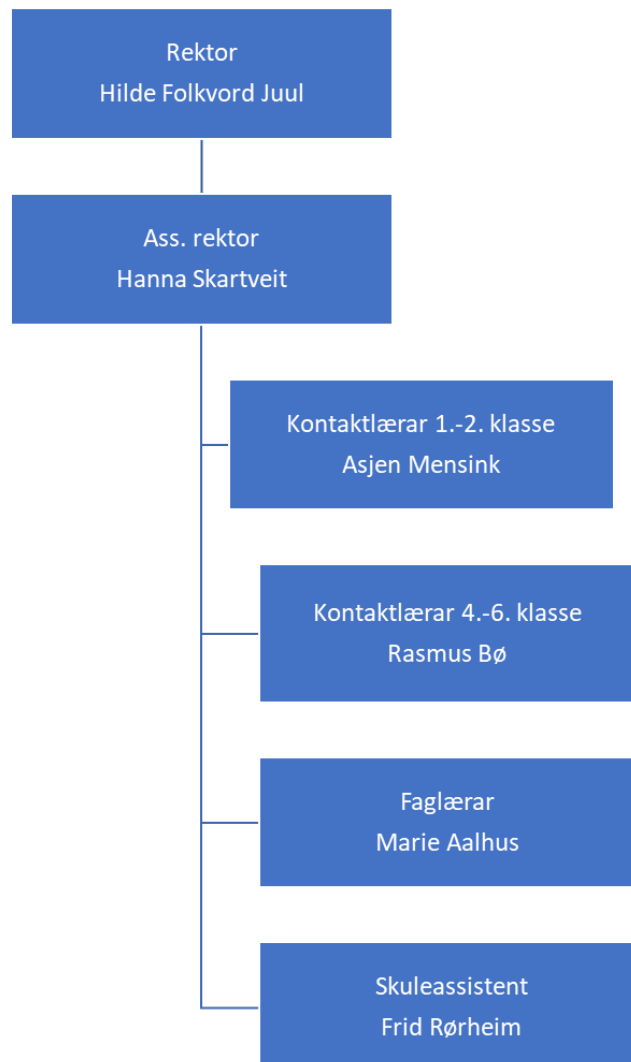 Rektor
Hilde Folkvord Juul
Ass. rektor
Hanna Skartveit
Kontaktlærar 1.-2. klasse
Asjen Mensink
Kontaktlærar 4.-6. klasse
Rasmus Bø
Faglærar
Marie Aalhus
Skuleassistent
Frid Rørheim